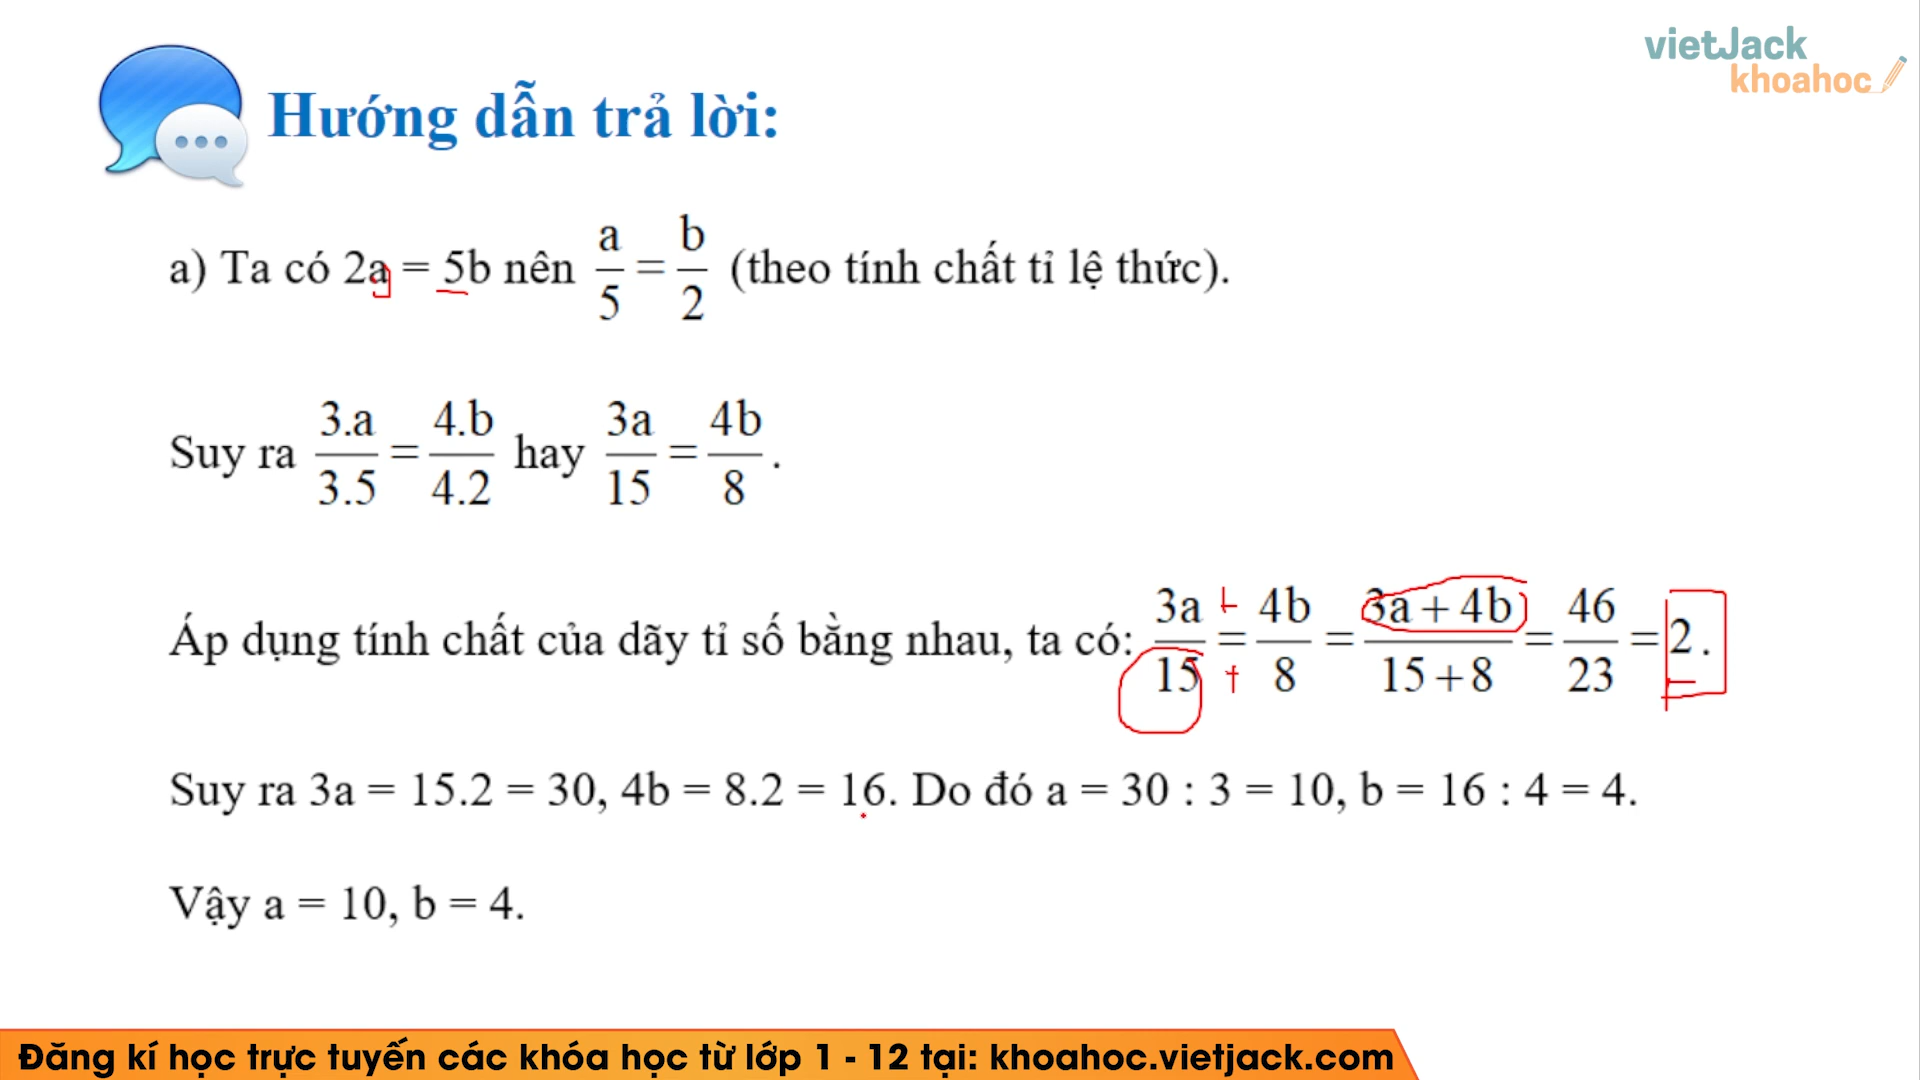 vietJack
khoahoc
Hướng dẫn trả lời:
a) Ta có 2a = 5b nên a/5 = b/2 (theo tính chất tỉ lệ thức).
Suy ra 3.a/3.5 = 4.b/4.2 hay 3a/15 = 4b/8.
Áp dụng tính chất của dãy tỉ số bằng nhau, ta có: 3a/15 = 4b/8 = (3a+4b)/(15+8) = 46/23 = 2.
Suy ra 3a = 15.2 = 30, 4b = 8.2 = 16. Do đó a = 30 : 3 = 10, b = 16 : 4 = 4.
Vậy a = 10, b = 4.
Đăng kí học trực tuyến các khóa học từ lớp 1 - 12 tại: khoahoc.vietjack.com